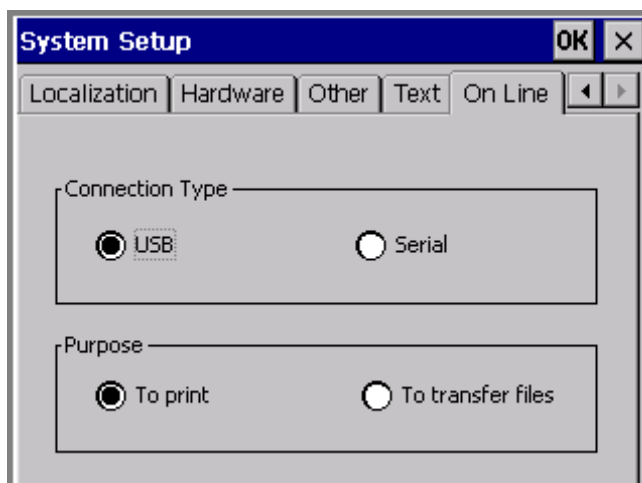 System Setup OK
Localization Hardware Other Text On Line
Connection Type
USB Serial
Purpose
To print To transfer files